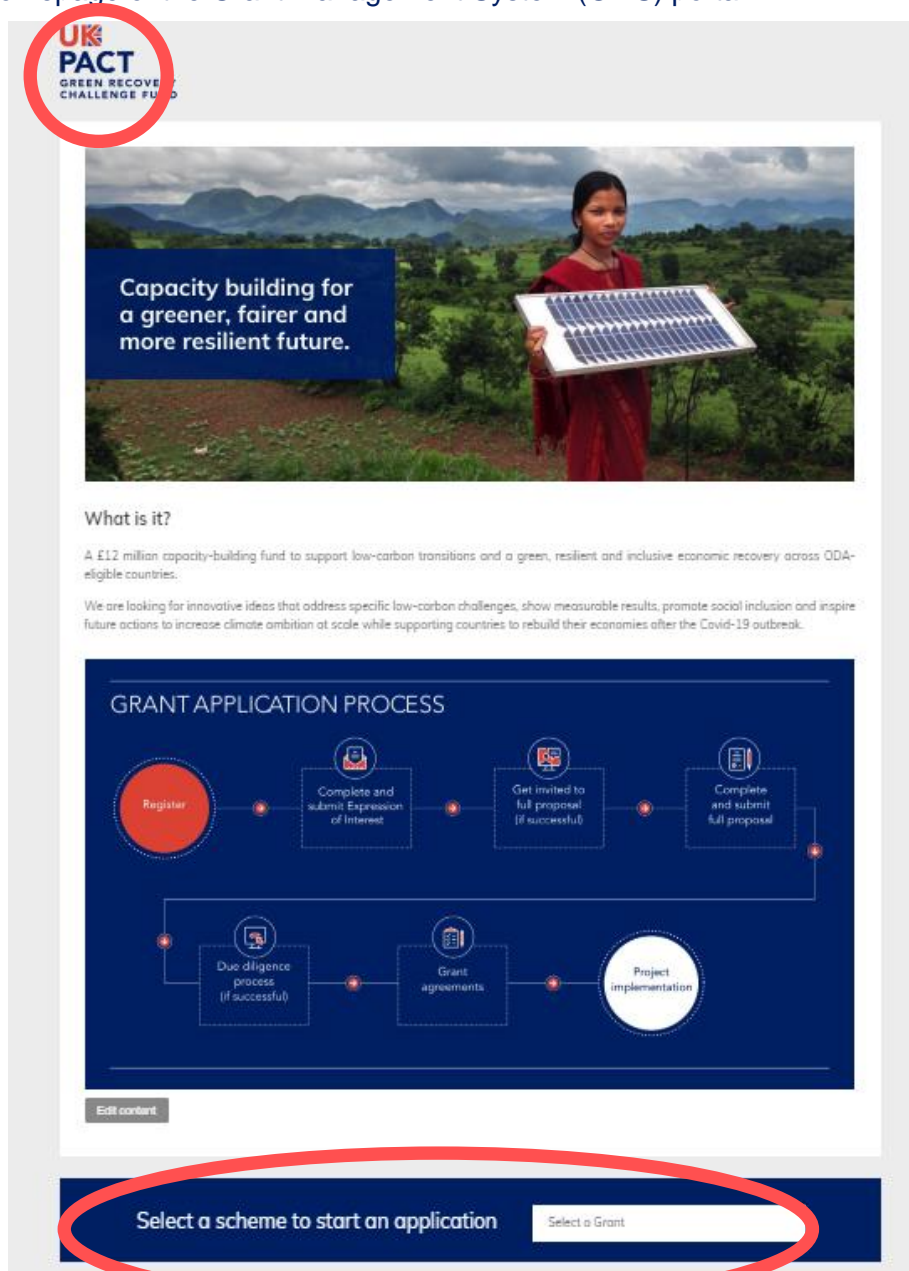 UK
PACT
GREEN RECOVERY
CHALLENGE FUND
Capacity building for
a greener, fairer and
more resilient future.
What is it?
A £12 million capacity-building fund to support low-carbon transitions and a green, resilient and inclusive economic recovery across ODA-
eligible countries.
We are looking for innovative ideas that address specific low-carbon challenges, show measurable results, promote social inclusion and inspire
future actions to increase climate ambition at scale while supporting countries to rebuild their economies after the Covid-19 outbreak.
GRANT APPLICATION PROCESS
Register
Complete and
submit Expression
of Interest
Get invited to
full proposal
(if successful)
Complete
and submit
full proposal
Due diligence
process
(if successful)
Grant
agreements
Project
implementation
Edit content
Select a scheme to start an application
Select a Grant